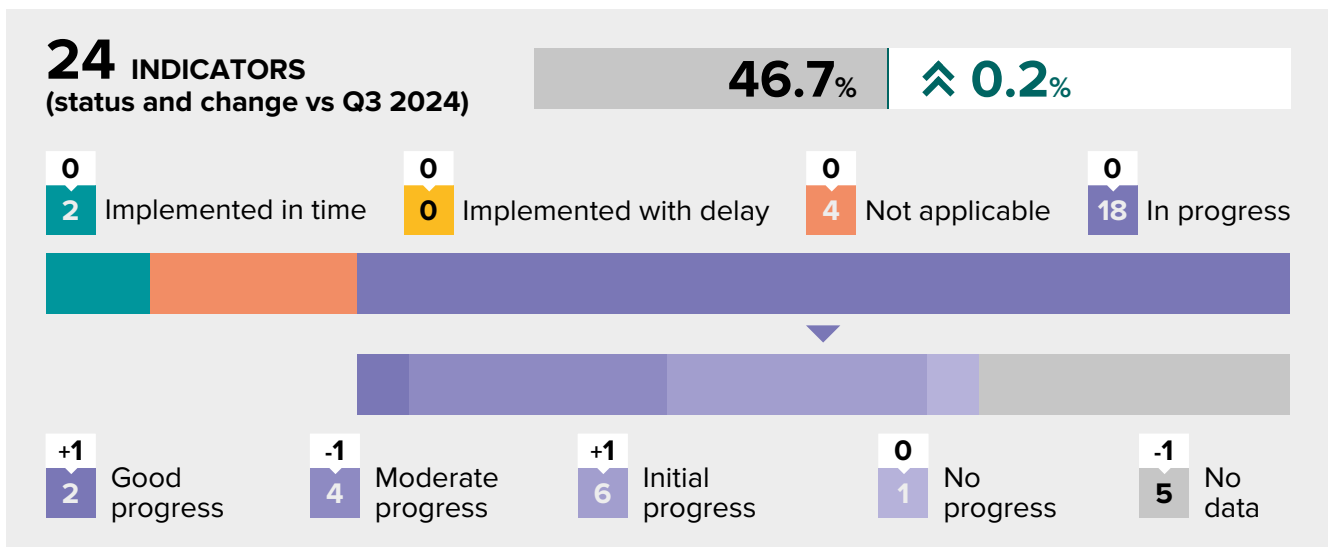 24 INDICATORS
(status and change vs Q3 2024)
46.7%
0.2%
0
2 Implemented in time
0
0 Implemented with delay
0
4 Not applicable
0
18 In progress
+1
2
Good
progress
-1
4
Moderate
progress
+1
6
Initial
progress
0
1
No
progress
-1
5
No
data